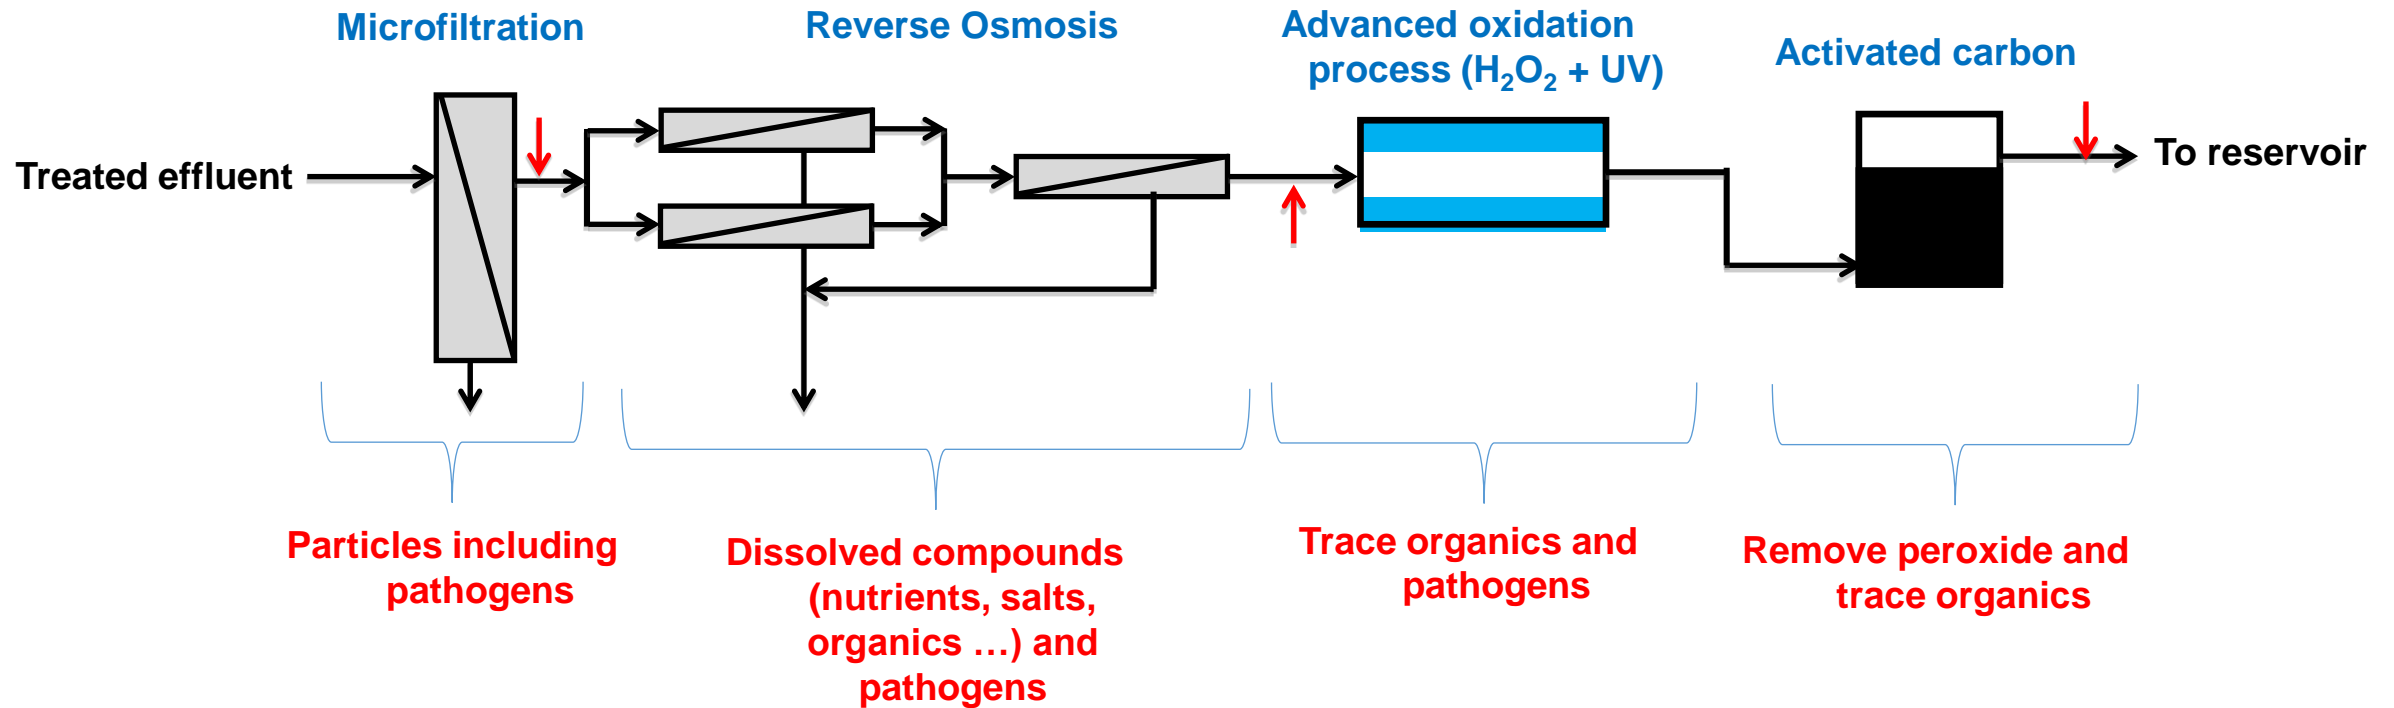 Microfiltration
Reverse Osmosis
Advanced oxidation
process (H₂O₂ + UV)
Activated carbon
Treated effluent
To reservoir
Particles including
pathogens
Dissolved compounds
(nutrients, salts,
organics …) and
pathogens
Trace organics and
pathogens
Remove peroxide and
trace organics